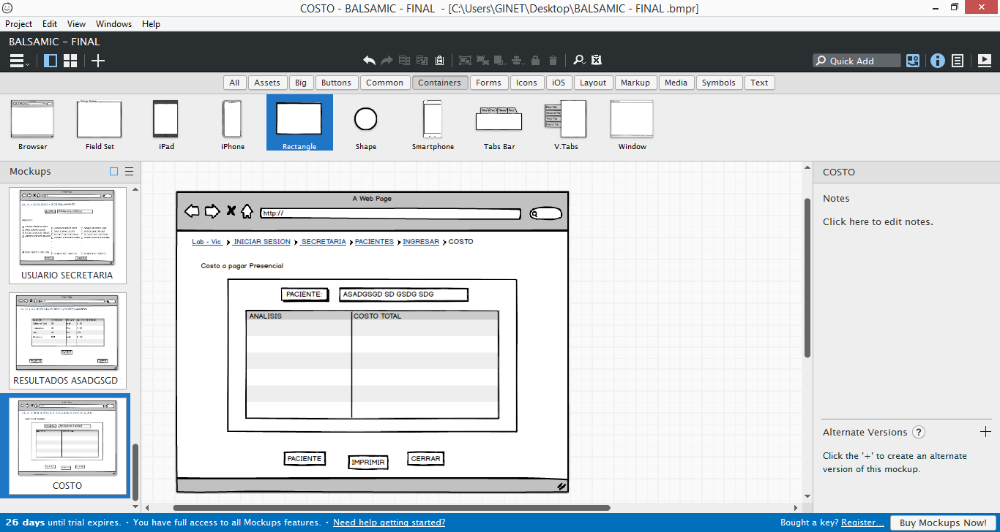 COSTO - BALSAMIC - FINAL - [C:\Users\GINET\Desktop\BALSAMIC - FINAL .bmpr]
Project Edit View Windows Help
BALSAMIC - FINAL
Quick Add
All Assets Big Buttons Common Containers Forms Icons iOS Layout Markup Media Symbols Text
Browser Field Set iPad iPhone Rectangle Shape Smartphone Tabs Bar V.Tabs Window
Mockups
USUARIO SECRETARIA
RESULTADOS ASADGSGD
COSTO
A Web Page
http://
Lab - Vic INICIAR SESION SECRETARIA PACIENTES INGRESAR COSTO
Costo a pagar Presencial
PACIENTE: ASADGSGD SD GSDG SDG
ANALISIS COSTO TOTAL
PACIENTE IMPRIMIR CERRAR
COSTO
Notes
Click here to edit notes.
Alternate Versions ?
Click the '+' to create an alternate
version of this mockup.
26 days until trial expires. · You have full access to all Mockups features. · Need help getting started?
Bought a key? Register... Buy Mockups Now!